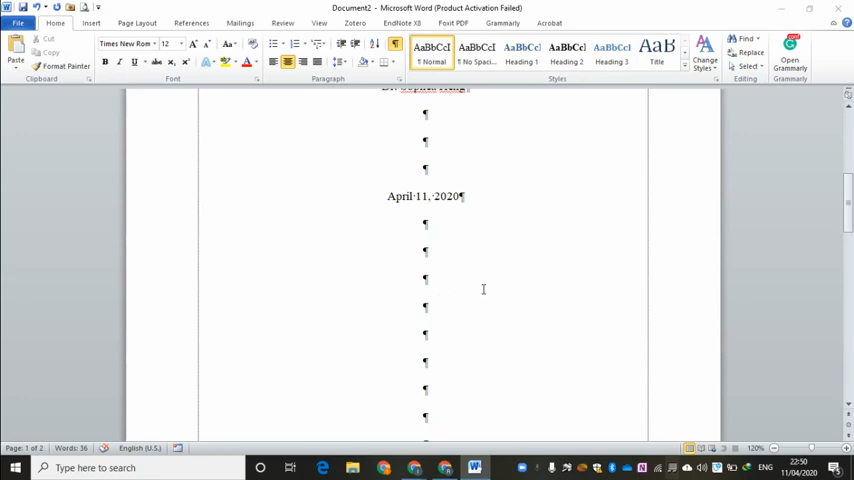 Document2 - Microsoft Word (Product Activation Failed)
File Home Insert Page Layout References Mailings Review View Zotero EndNote X8 Foxit PDF Grammarly Acrobat
Paste
Cut
Copy
Format Painter
Clipboard
Times New Rom 12
B I U abc
Font
Paragraph
AaBbCcI AaBbCcI AaBbCc AaBbCc AaBbCcI AaB
¶ Normal ¶ No Spaci... Heading 1 Heading 2 Heading 3 Title
Change Styles
Styles
Find
Replace
Select
Editing
Open Grammarly
Grammarly
¶
¶
¶
April·11,·2020¶
¶
¶
¶
¶
¶
¶
¶
¶
Page: 1 of 2 Words: 36 English (U.S.) 120%
Type here to search
ENG
22:50
11/04/2020